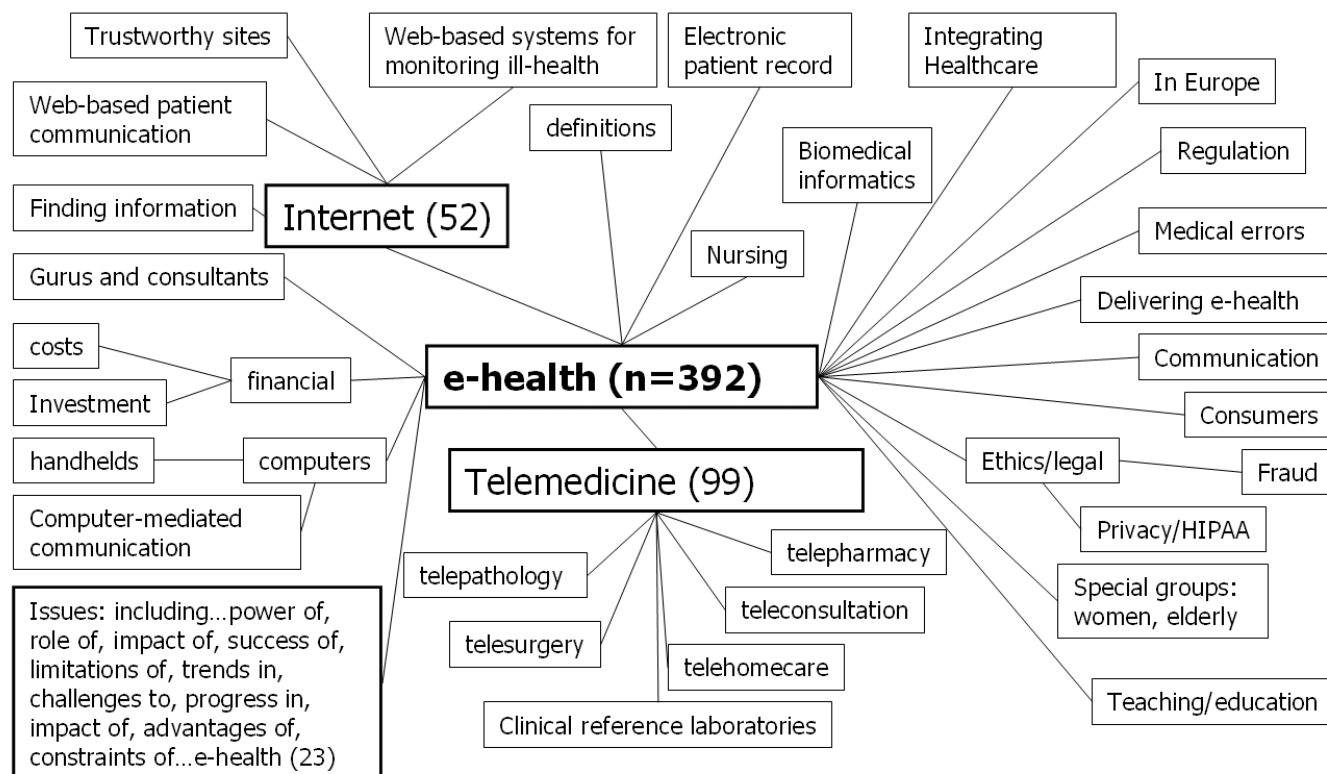 Trustworthy sites
Web-based systems for
monitoring ill-health
Electronic
patient record
Integrating
Healthcare
In Europe
Web-based patient
communication
definitions
Biomedical
informatics
Regulation
Finding information
Internet (52)
Medical errors
Nursing
Gurus and consultants
Delivering e-health
costs
financial
e-health (n=392)
Communication
Investment
Consumers
handhelds
computers
Telemedicine (99)
Ethics/legal
Fraud
Computer-mediated
communication
Privacy/HIPAA
telepharmacy
telepathology
teleconsultation
Special groups:
women, elderly
Issues: including...power of,
role of, impact of, success of,
limitations of, trends in,
challenges to, progress in,
impact of, advantages of,
constraints of...e-health (23)
telesurgery
telehomecare
Clinical reference laboratories
Teaching/education